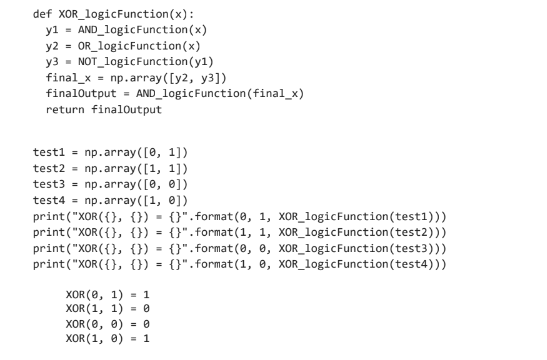 def XOR_logicFunction(x):
  y1 = AND_logicFunction(x)
  y2 = OR_logicFunction(x)
  y3 = NOT_logicFunction(y1)
  final_x = np.array([y2, y3])
  finalOutput = AND_logicFunction(final_x)
  return finalOutput
test1 = np.array([0, 1])
test2 = np.array([1, 1])
test3 = np.array([0, 0])
test4 = np.array([1, 0])
print("XOR({}, {}) = {}".format(0, 1, XOR_logicFunction(test1)))
print("XOR({}, {}) = {}".format(1, 1, XOR_logicFunction(test2)))
print("XOR({}, {}) = {}".format(0, 0, XOR_logicFunction(test3)))
print("XOR({}, {}) = {}".format(1, 0, XOR_logicFunction(test4)))
XOR(0, 1) = 1
XOR(1, 1) = 0
XOR(0, 0) = 0
XOR(1, 0) = 1